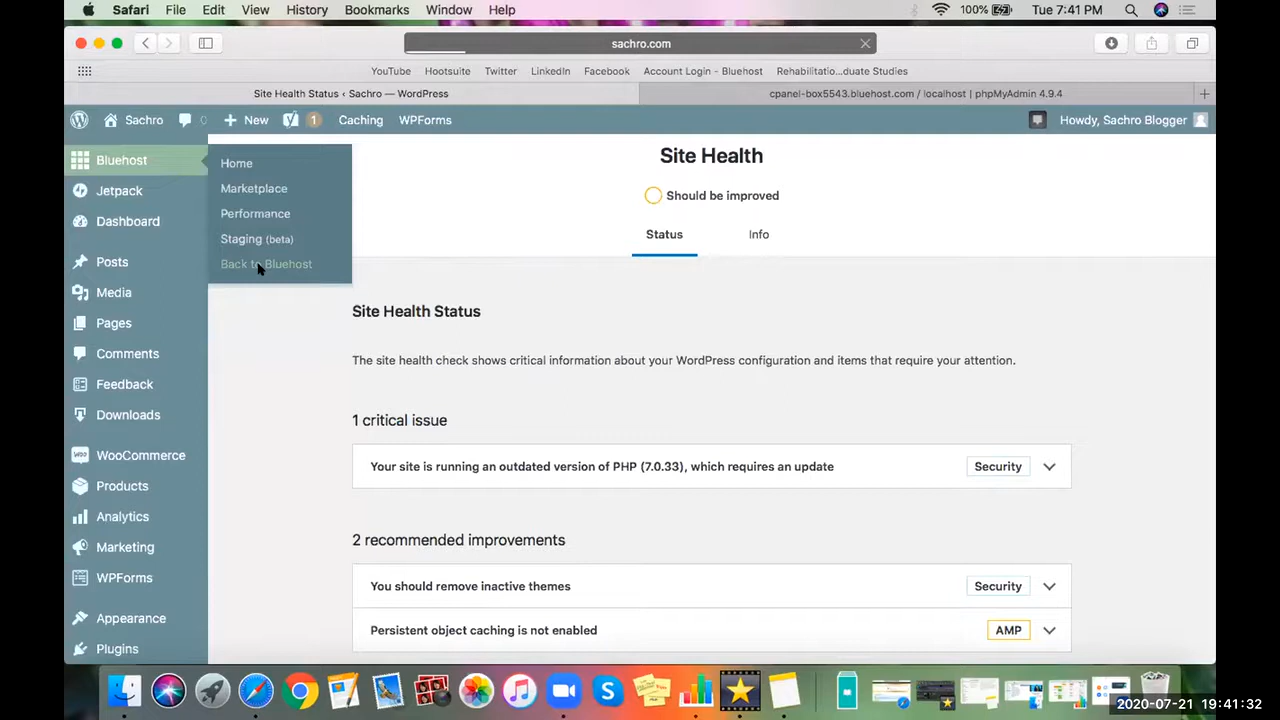 Safari File Edit View History Bookmarks Window Help 100% Tue 7:41 PM
sachro.com
YouTube Hootsuite Twitter LinkedIn Facebook Account Login - Bluehost Rehabilitatio...duate Studies
Site Health Status ‹ Sachro — WordPress cpanel-box5543.bluehost.com / localhost | phpMyAdmin 4.9.4
Sachro 0 New 1 Caching WPForms Howdy, Sachro Blogger
Bluehost
Jetpack
Dashboard
Posts
Media
Pages
Comments
Feedback
Downloads
WooCommerce
Products
Analytics
Marketing
WPForms
Appearance
Plugins
Home
Marketplace
Performance
Staging (beta)
Back to Bluehost
Site Health
Should be improved
Status Info
Site Health Status
The site health check shows critical information about your WordPress configuration and items that require your attention.
1 critical issue
Your site is running an outdated version of PHP (7.0.33), which requires an update Security
2 recommended improvements
You should remove inactive themes Security
Persistent object caching is not enabled AMP
2020-07-21 19:41:32